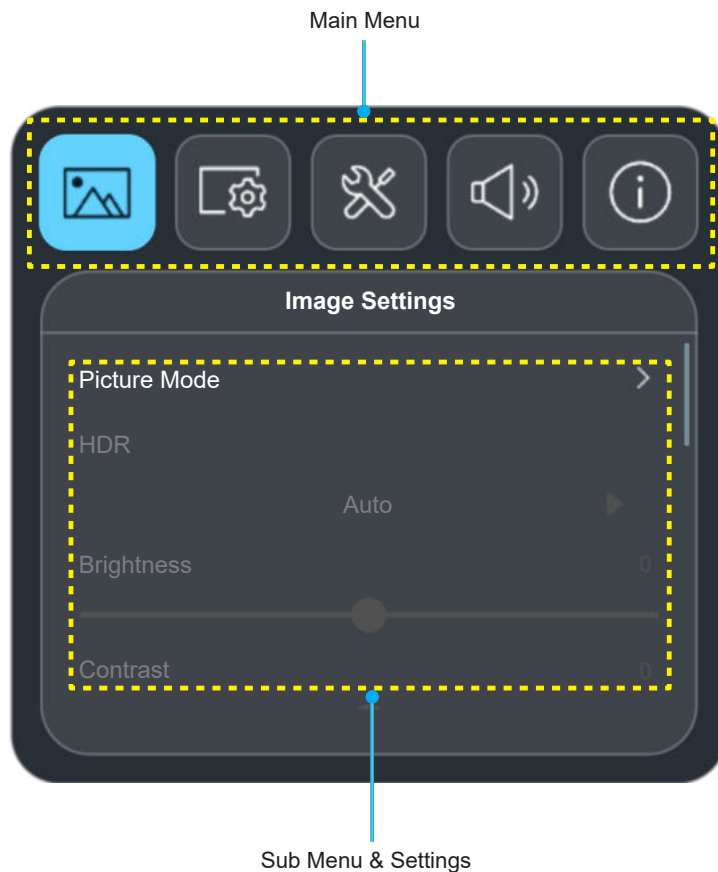 Main Menu
Image Settings
Picture Mode
HDR
Auto
Brightness 0
Contrast 0
Sub Menu & Settings